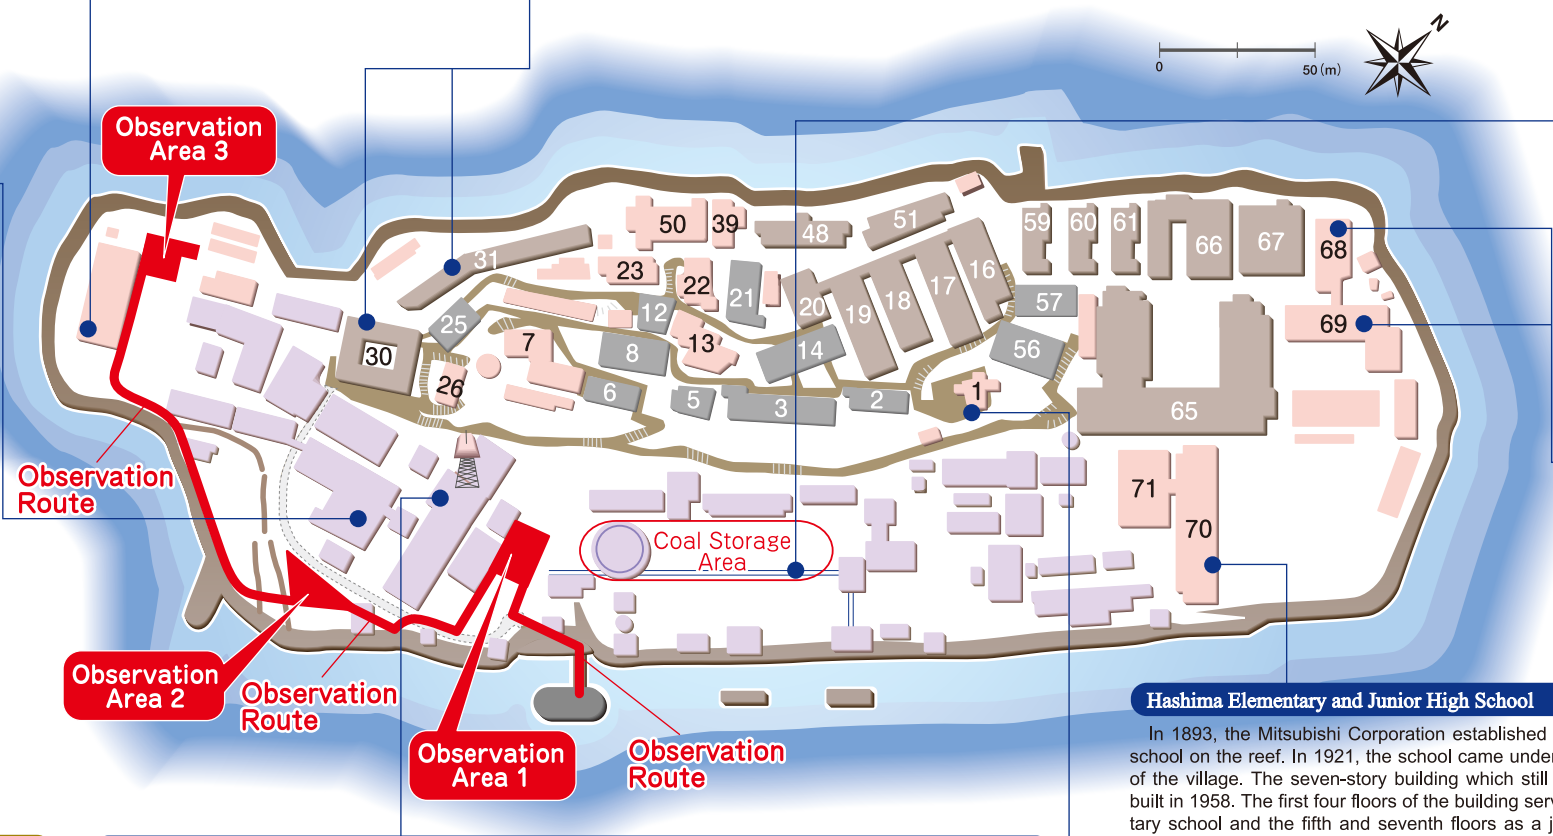 N
0
50 (m)
Observation
Area 3
50
39
48
51
59
60
61
66
67
68
31
23
22
21
20
19
18
17
16
57
69
12
25
13
14
56
30
7
8
26
6
5
3
2
1
65
Observation
Route
71
70
Coal Storage
Area
Observation
Area 2
Observation
Route
Observation
Area 1
Observation
Route
Hashima Elementary and Junior High School
In 1893, the Mitsubishi Corporation established
school on the reef. In 1921, the school came under
of the village. The seven-story building which still
built in 1958. The first four floors of the building serv
tary school and the fifth and seventh floors as a j